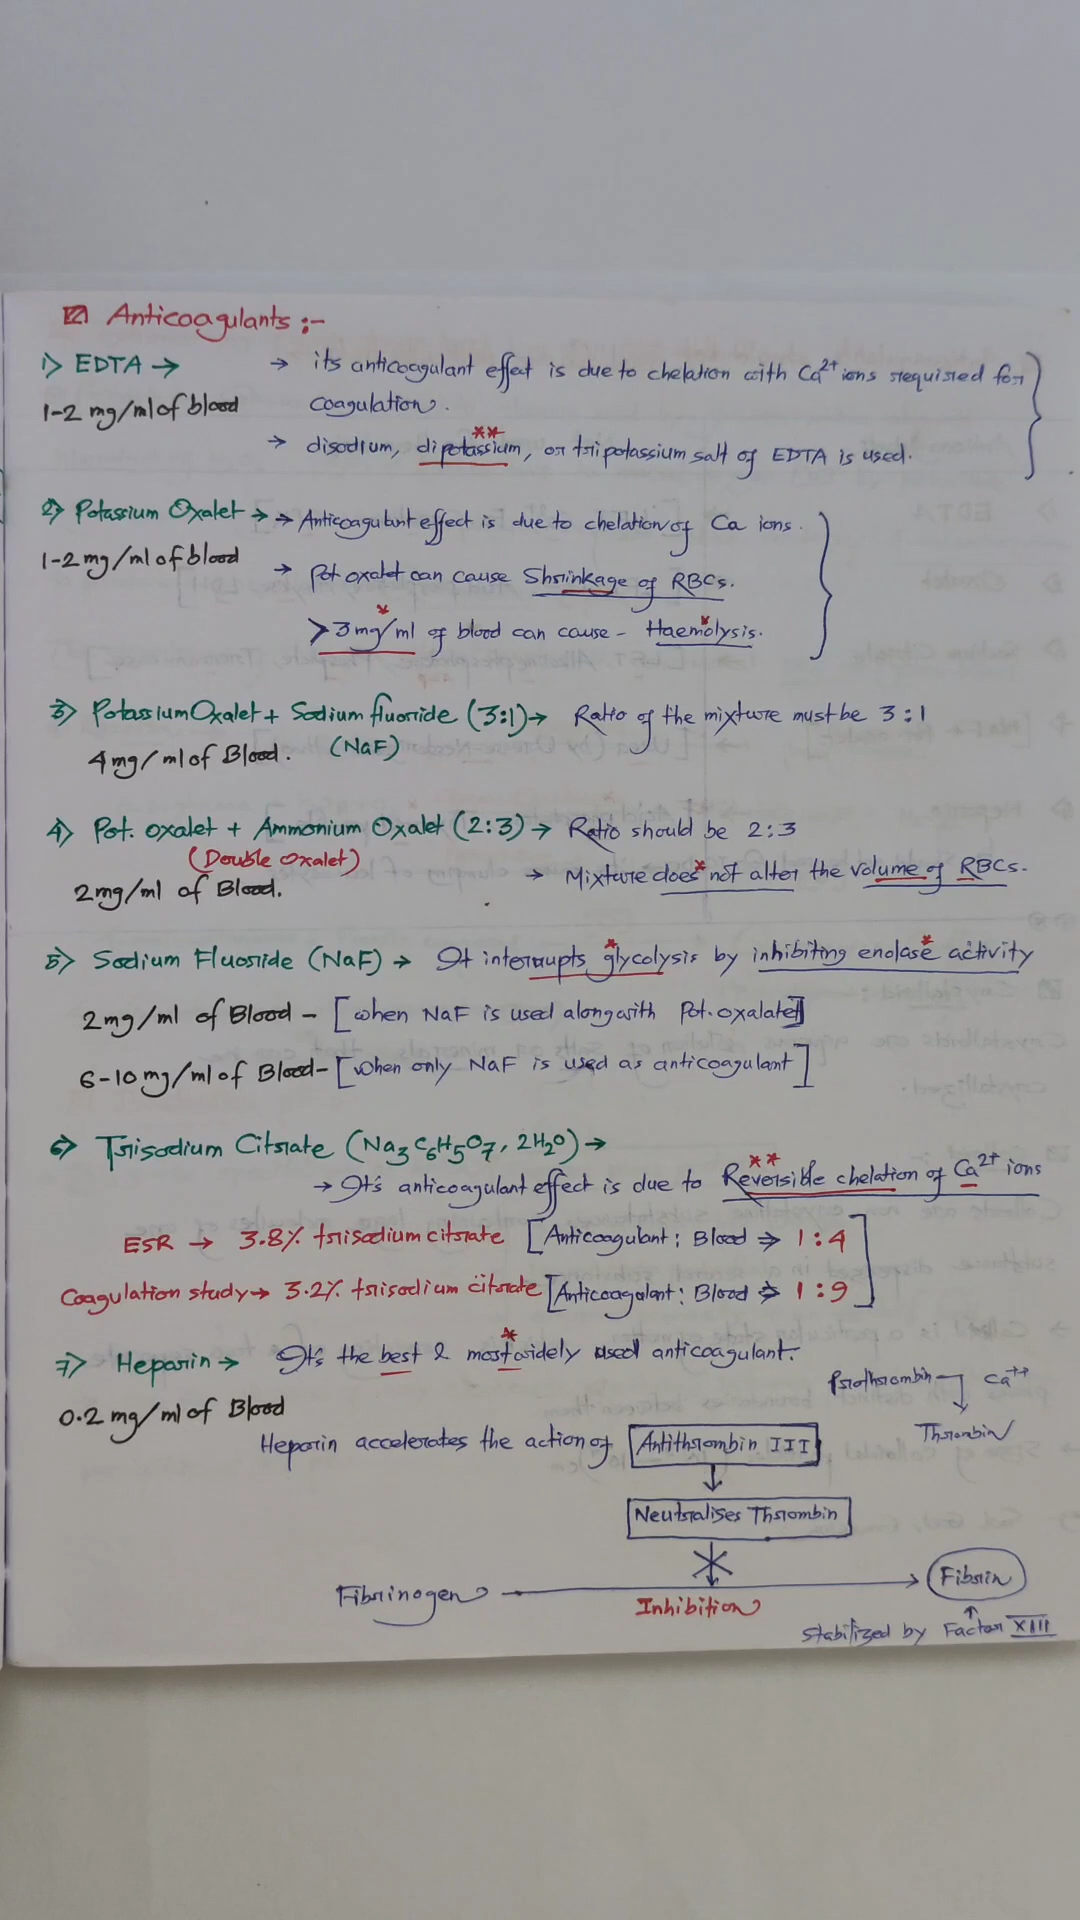 Anticoagulants :-
1) EDTA → → its anticoagulant effect is due to chelation with Ca2+ ions required for
1-2 mg/ml of blood coagulation.
→ disodium, dipotassium, or tripotassium salt of EDTA is used.
**
2) Potassium Oxalet → → Anticoagulant effect is due to chelation of Ca ions.
1-2 mg/ml of blood → Pot oxalet can cause Shrinkage of RBCs.
>3 mg/ml of blood can cause - Haemolysis.
3) Potassium Oxalet + Sodium fluoride (3:1) → Ratio of the mixture must be 3:1
4 mg/ml of Blood. (NaF)
4) Pot. oxalet + Ammonium Oxalet (2:3) → Ratio should be 2:3
(Double Oxalet)
2 mg/ml of Blood. → Mixture does not alter the volume of RBCs.
5) Sodium Fluoride (NaF) → It interrupts glycolysis by inhibiting enolase activity
2 mg/ml of Blood - [when NaF is used alongwith Pot. oxalate]
6-10 mg/ml of Blood - [when only NaF is used as anticoagulant]
6) Trisodium Citrate (Na3C6H5O7, 2H2O) →
→ It's anticoagulant effect is due to Reversible chelation of Ca2+ ions
ESR → 3.8% trisodium citrate [Anticoagulant : Blood ⇒ 1:4
Coagulation study → 3.2% trisodium citrate [Anticoagulant : Blood ⇒ 1:9
7) Heparin → It's the best & most widely used anticoagulant.
0.2 mg/ml of Blood
Prothrombin Ca++
Thrombin
Heparin accelerates the action of Antithrombin III
Neutralises Thrombin
Fibrinogen → Fibrin
Inhibition
Stabilized by Factor XIII